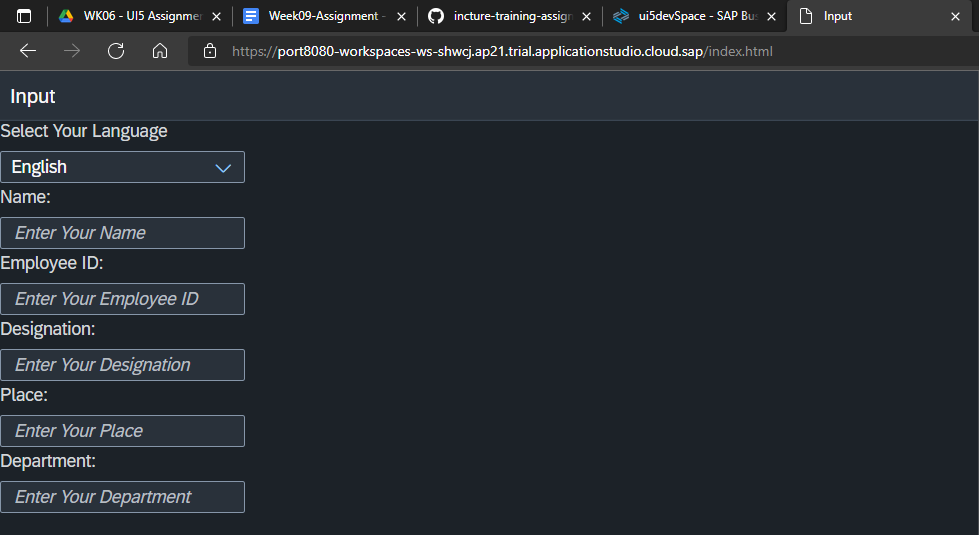 WK06 - UI5 Assignmer
Week09-Assignment -
incture-training-assign
ui5devSpace - SAP Bus
Input
https://port8080-workspaces-ws-shwcj.ap21.trial.applicationstudio.cloud.sap/index.html
Input
Select Your Language
English
Name:
Enter Your Name
Employee ID:
Enter Your Employee ID
Designation:
Enter Your Designation
Place:
Enter Your Place
Department:
Enter Your Department